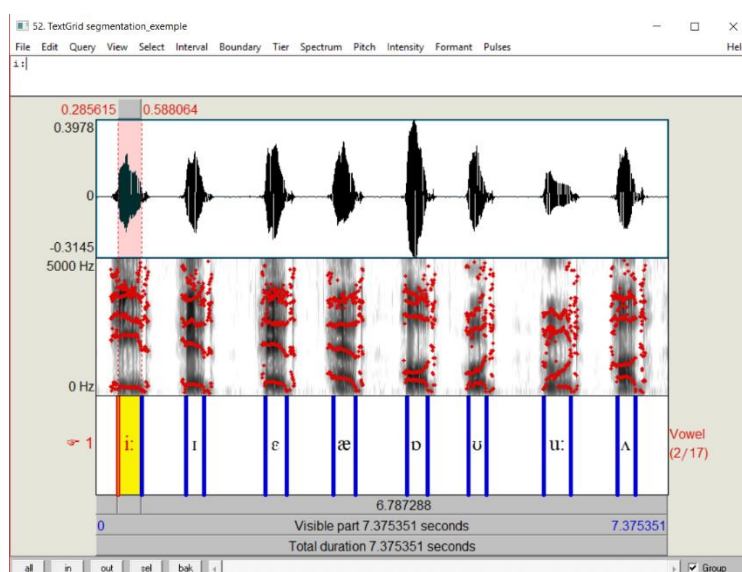 52. TextGrid segmentation_exemple
File Edit Query View Select Interval Boundary Tier Spectrum Pitch Intensity Formant Pulses Hel
i:
0.285615 0.588064
0.3978
0
-0.3145
5000 Hz
0 Hz
1 i: ɪ ɛ æ ɒ ʊ u: ʌ Vowel
(2/17)
6.787288
0 Visible part 7.375351 seconds 7.375351
Total duration 7.375351 seconds
all in out sel bak Group